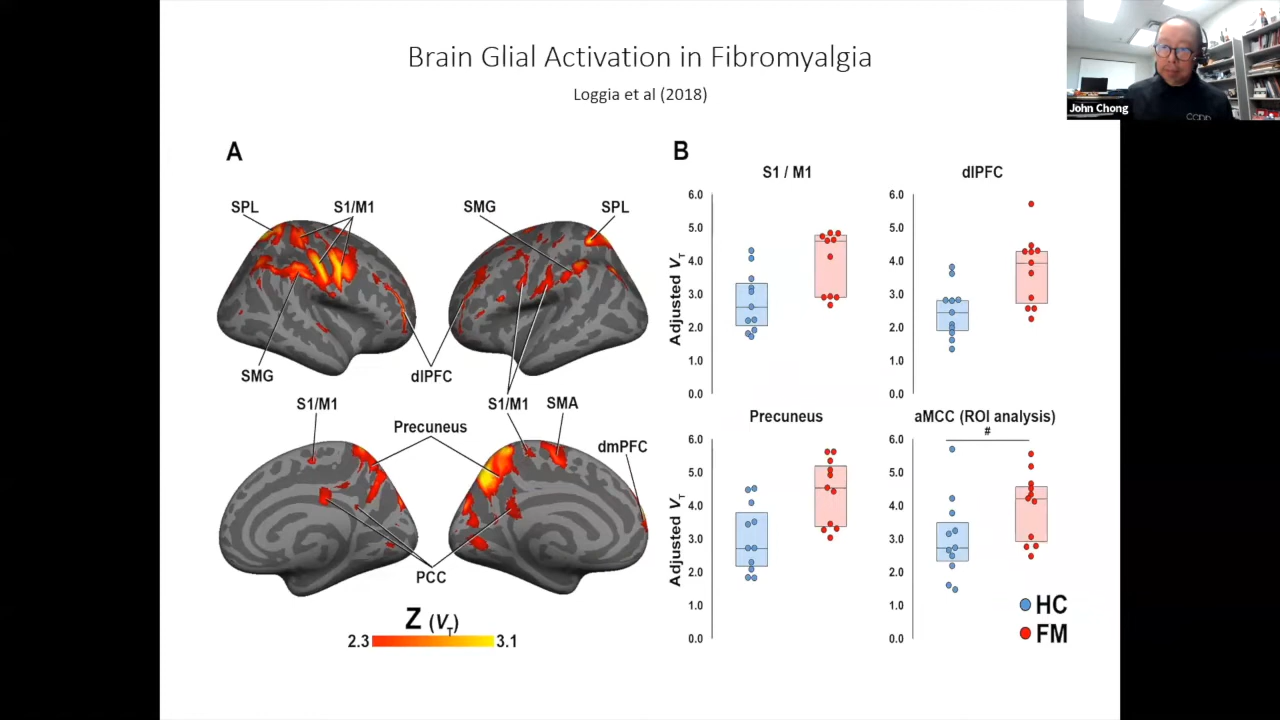 Brain Glial Activation in Fibromyalgia
Loggia et al (2018)
John Chong
A
SPL
S1/M1
SMG
SPL
SMG
dlPFC
S1/M1
S1/M1
SMA
Precuneus
dmPFC
PCC
Z (VT)
2.3
3.1
B
S1 / M1
6.0
5.0
4.0
3.0
2.0
1.0
0.0
Adjusted VT
dlPFC
6.0
5.0
4.0
3.0
2.0
1.0
0.0
Precuneus
6.0
5.0
4.0
3.0
2.0
1.0
0.0
Adjusted VT
aMCC (ROI analysis)
#
6.0
5.0
4.0
3.0
2.0
1.0
0.0
HC
FM